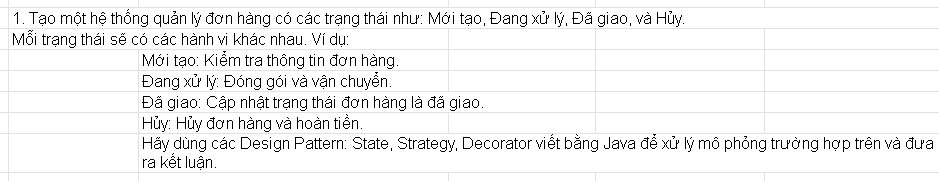 1. Tạo một hệ thống quản lý đơn hàng có các trạng thái như: Mới tạo, Đang xử lý, Đã giao, và Hủy.
Mỗi trạng thái sẽ có các hành vi khác nhau. Ví dụ:
Mới tạo: Kiểm tra thông tin đơn hàng.
Đang xử lý: Đóng gói và vận chuyển.
Đã giao: Cập nhật trạng thái đơn hàng là đã giao.
Hủy: Hủy đơn hàng và hoàn tiền.
Hãy dùng các Design Pattern: State, Strategy, Decorator viết bằng Java để xử lý mô phỏng trường hợp trên và đưa
ra kết luận.